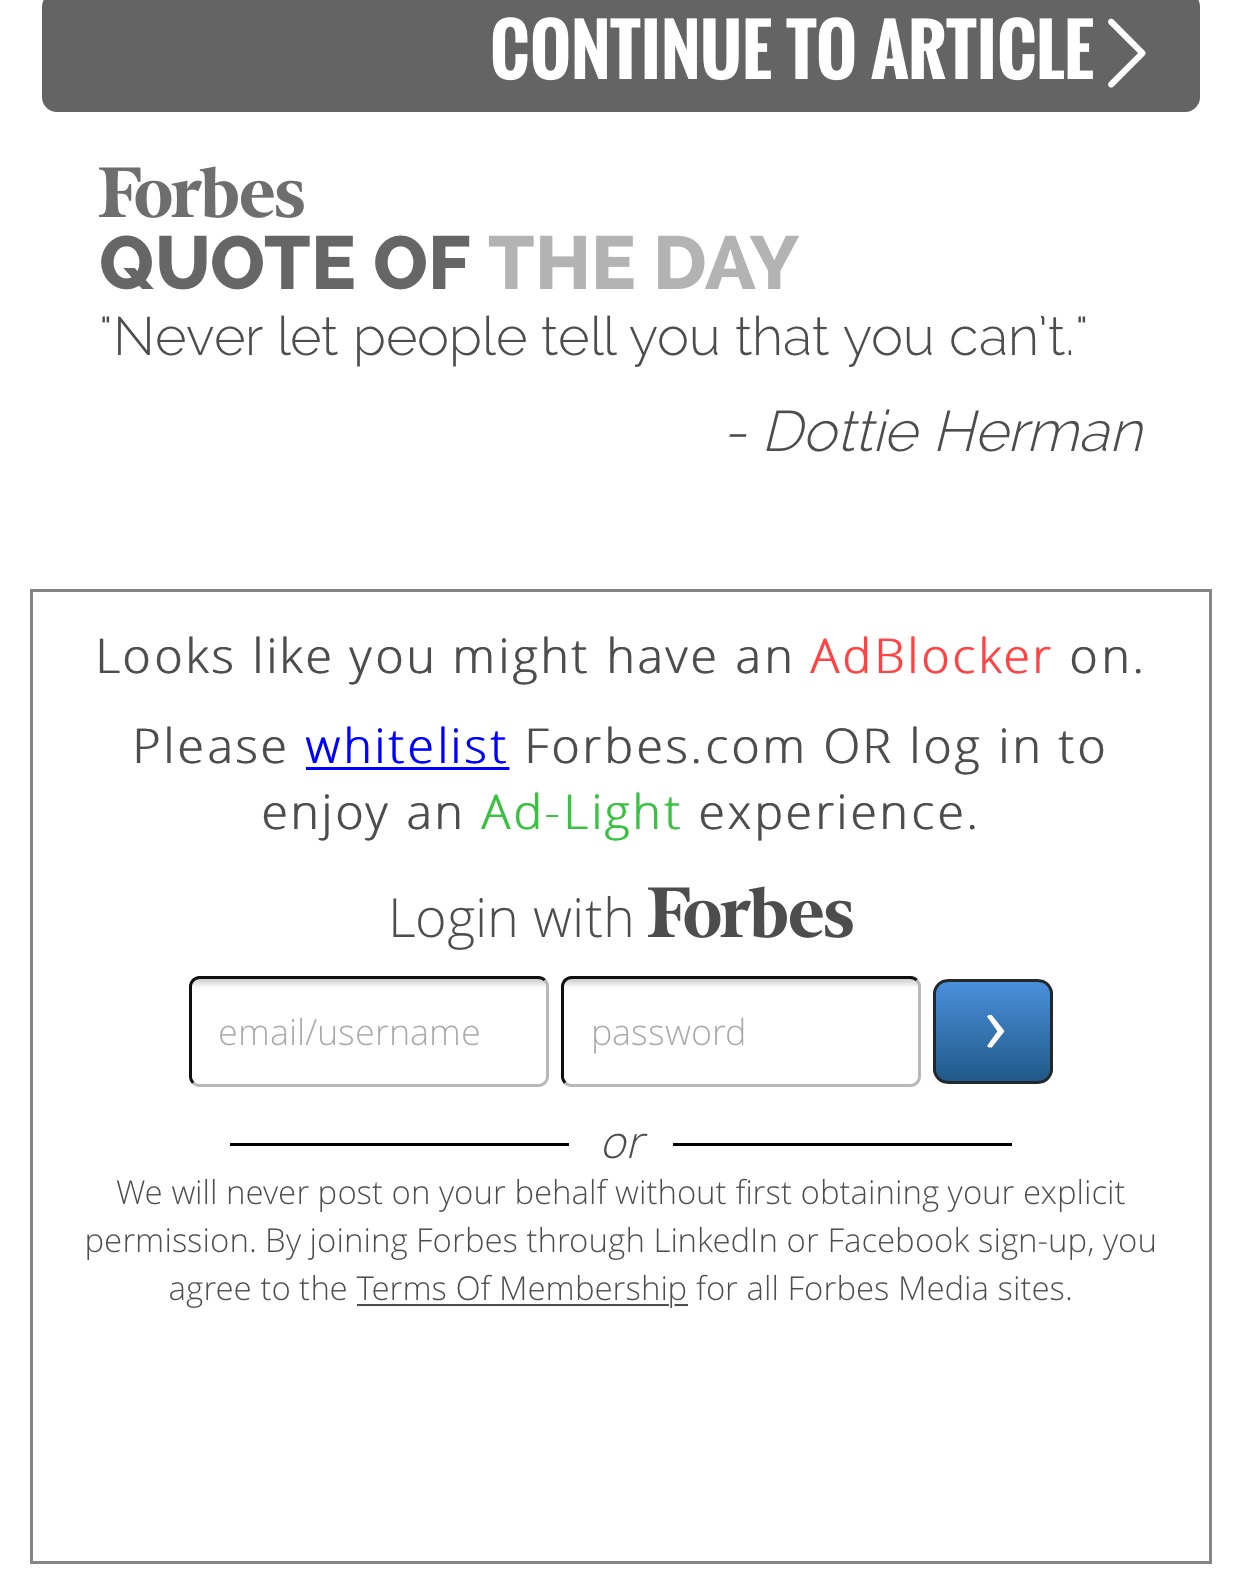 CONTINUE TO ARTICLE
Forbes
QUOTE OF THE DAY
"Never let people tell you that you can't."
- Dottie Herman
Looks like you might have an AdBlocker on.
Please whitelist Forbes.com OR log in to
enjoy an Ad-Light experience.
Login with Forbes
email/username password
or
We will never post on your behalf without first obtaining your explicit
permission. By joining Forbes through LinkedIn or Facebook sign-up, you
agree to the Terms Of Membership for all Forbes Media sites.